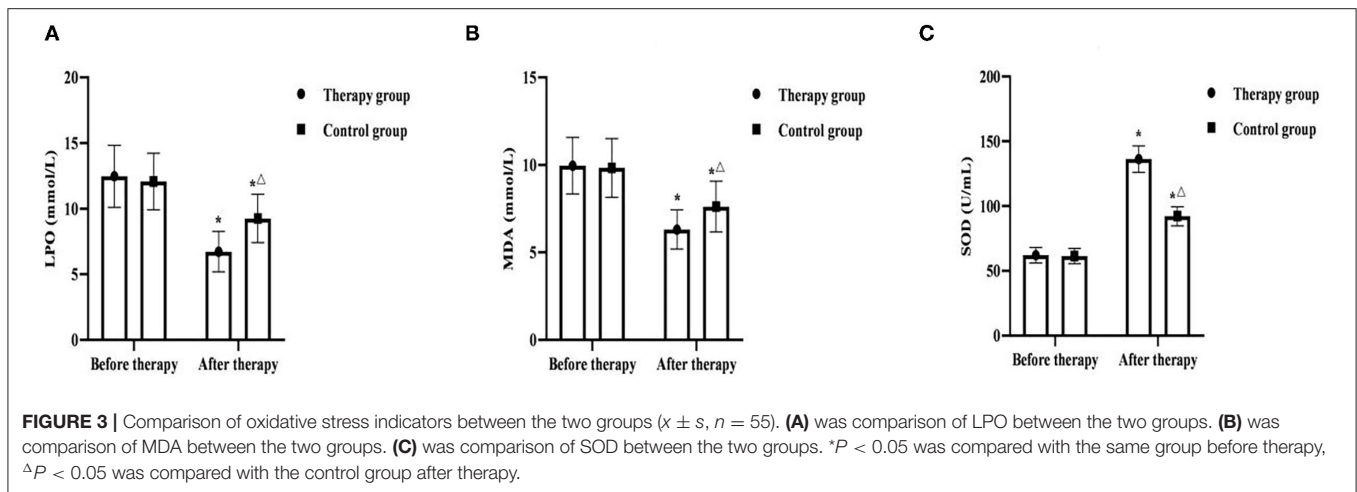 A
B
C
20
15
10
5
0
LPO (mmol/L)
Therapy group
Control group
*
*Δ
Before therapy
After therapy
15
10
5
0
MDA (mmol/L)
Therapy group
Control group
*
*Δ
Before therapy
After therapy
200
150
100
50
0
SOD (U/mL)
Therapy group
Control group
*
*Δ
Before therapy
After therapy
FIGURE 3 | Comparison of oxidative stress indicators between the two groups (x ± s, n = 55). (A) was comparison of LPO between the two groups. (B) was
comparison of MDA between the two groups. (C) was comparison of SOD between the two groups. *P < 0.05 was compared with the same group before therapy,
ΔP < 0.05 was compared with the control group after therapy.